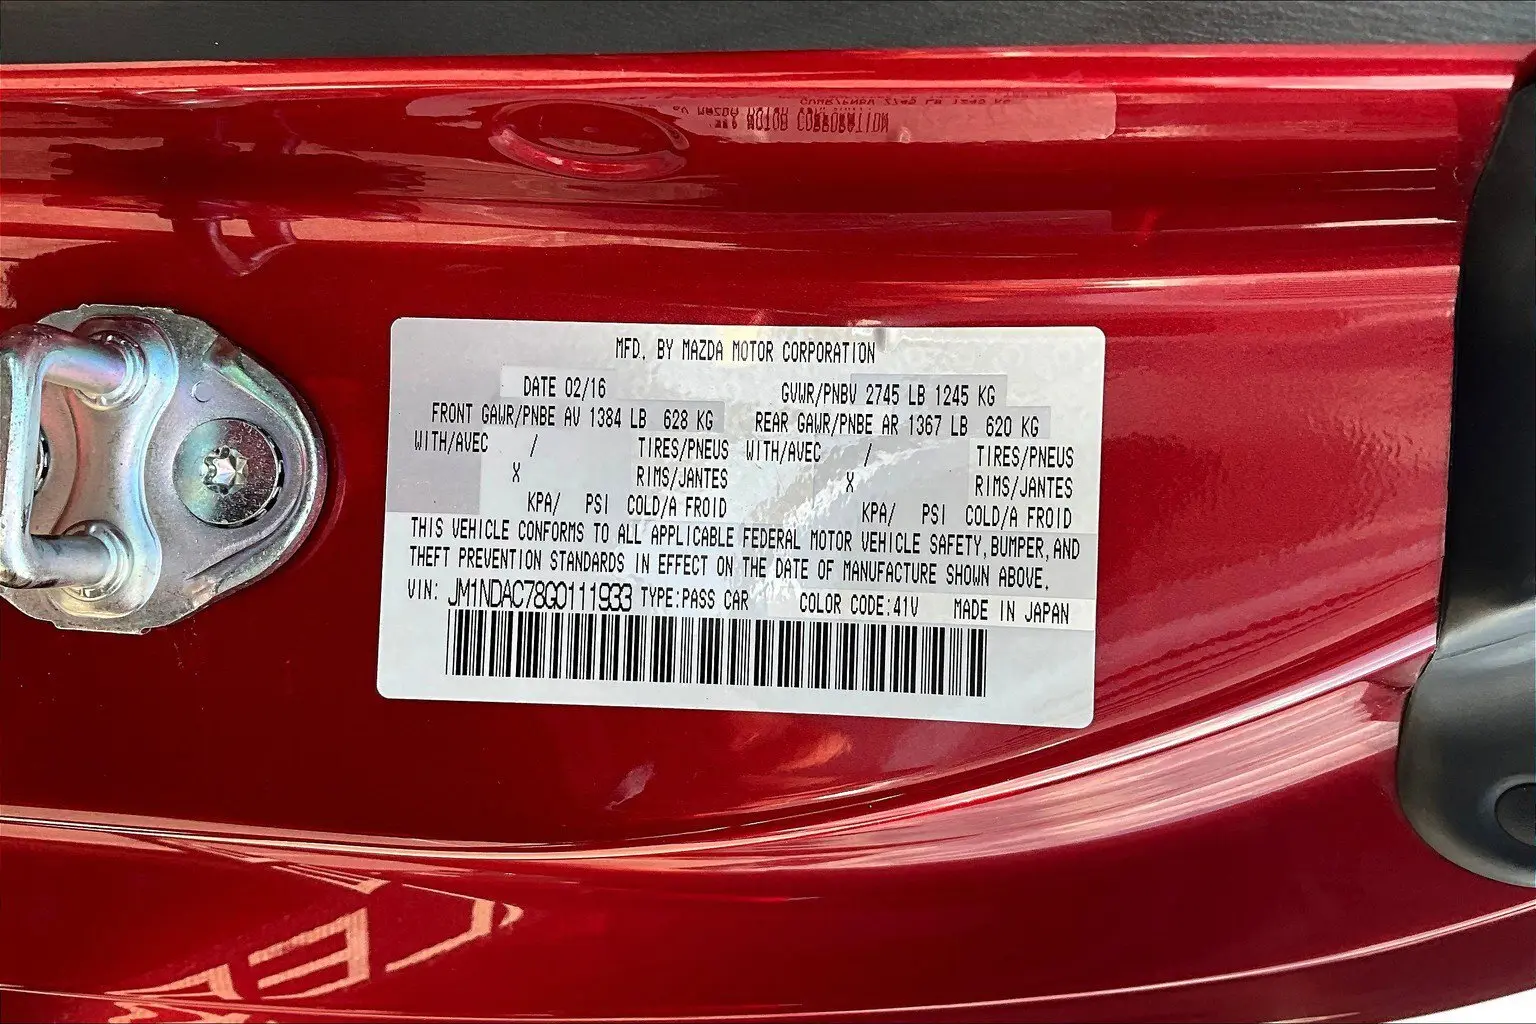 MFD. BY MAZDA MOTOR CORPORATION
DATE 02/16 GVWR/PNBV 2745 LB 1245 KG
FRONT GAWR/PNBE AV 1384 LB 628 KG REAR GAWR/PNBE AR 1367 LB 620 KG
WITH/AVEC / TIRES/PNEUS WITH/AVEC / TIRES/PNEUS
X RIMS/JANTES X RIMS/JANTES
KPA/ PSI COLD/A FROID KPA/ PSI COLD/A FROID
THIS VEHICLE CONFORMS TO ALL APPLICABLE FEDERAL MOTOR VEHICLE SAFETY, BUMPER, AND
THEFT PREVENTION STANDARDS IN EFFECT ON THE DATE OF MANUFACTURE SHOWN ABOVE.
VIN: JM1NDAC78G0111933 TYPE:PASS CAR COLOR CODE:41V MADE IN JAPAN